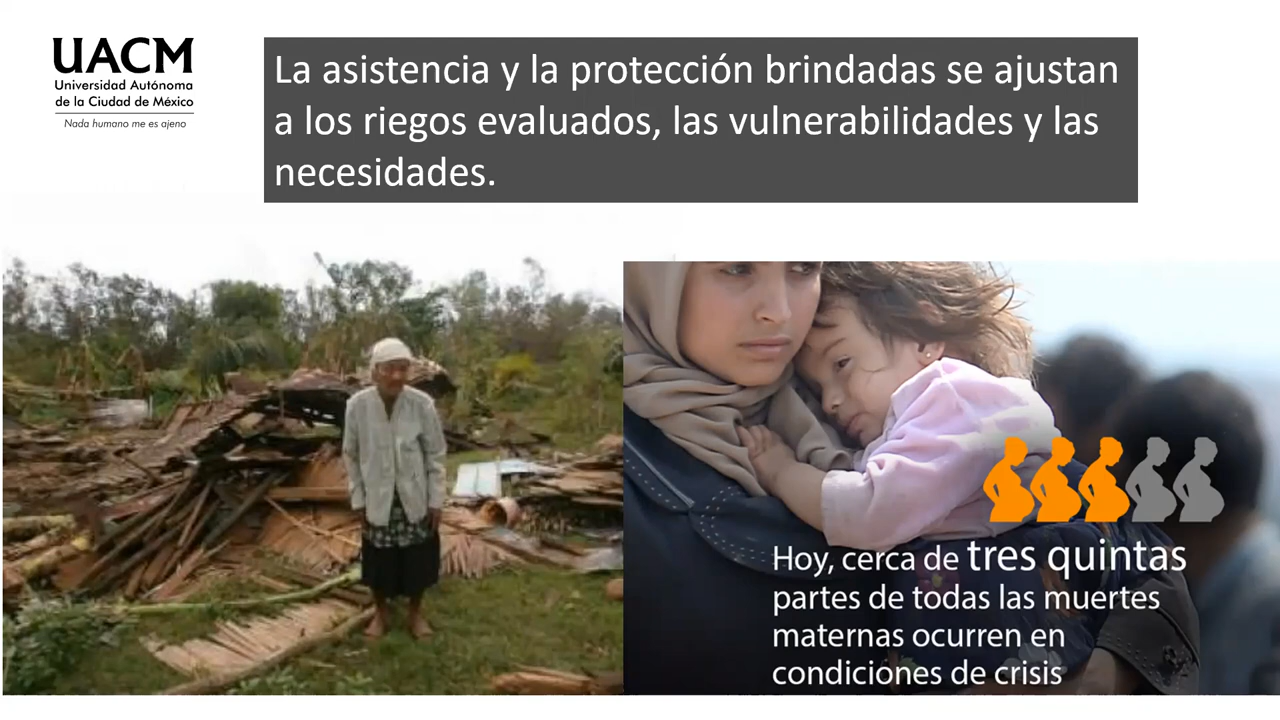 UACM
Universidad Autónoma
de la Ciudad de México
Nada humano me es ajeno
La asistencia y la protección brindadas se ajustan
a los riegos evaluados, las vulnerabilidades y las
necesidades.
Hoy, cerca de tres quintas
partes de todas las muertes
maternas ocurren en
condiciones de crisis